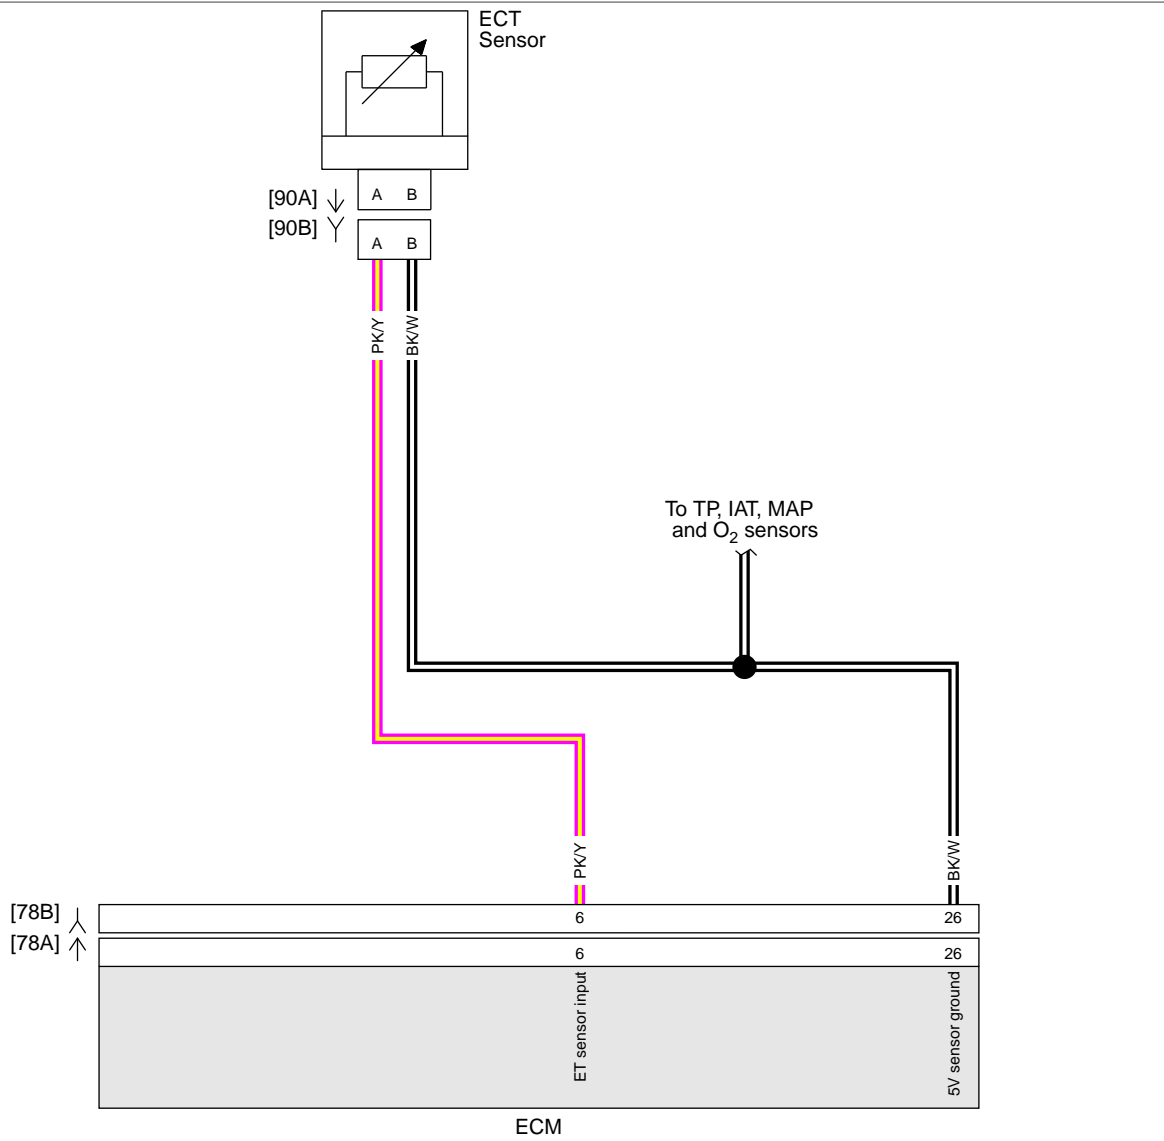 ECT
Sensor
[90A]
A B
[90B]
A B
PK/Y
BK/W
To TP, IAT, MAP
and O₂ sensors
PK/Y
BK/W
[78B]
6 26
[78A]
6 26
ET sensor input
5V sensor ground
ECM